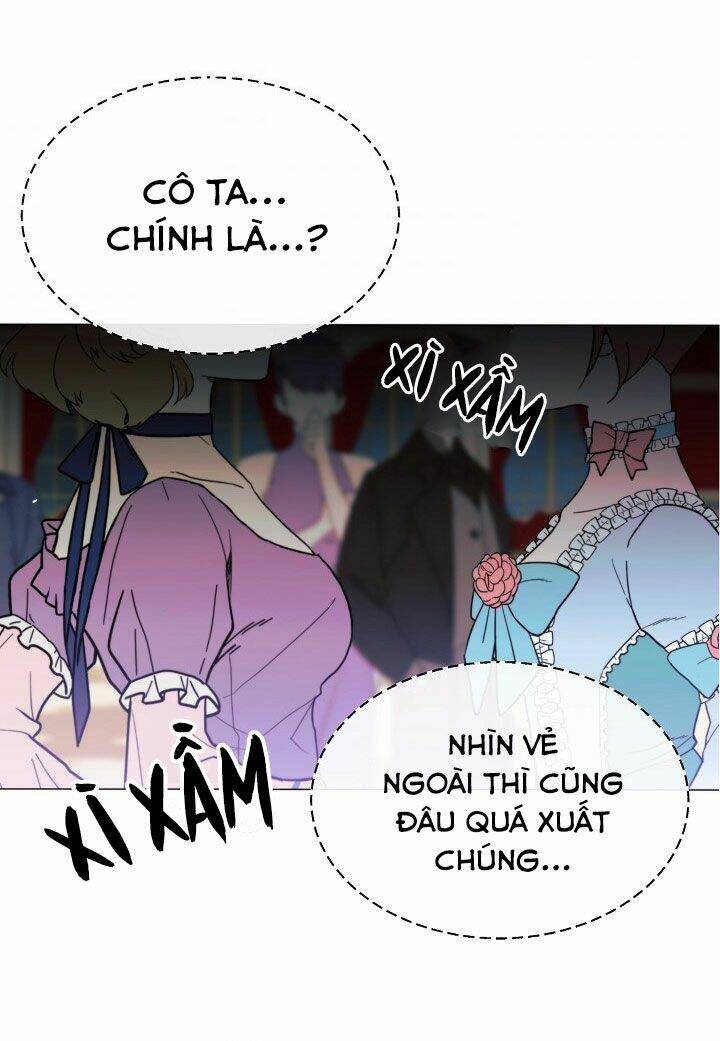 CÔ TA...
CHÍNH LÀ...?
XÌ XẦM
XÌ XẦM
NHÌN VẺ
NGOÀI THÌ CŨNG
ĐÂU QUÁ XUẤT
CHÚNG...